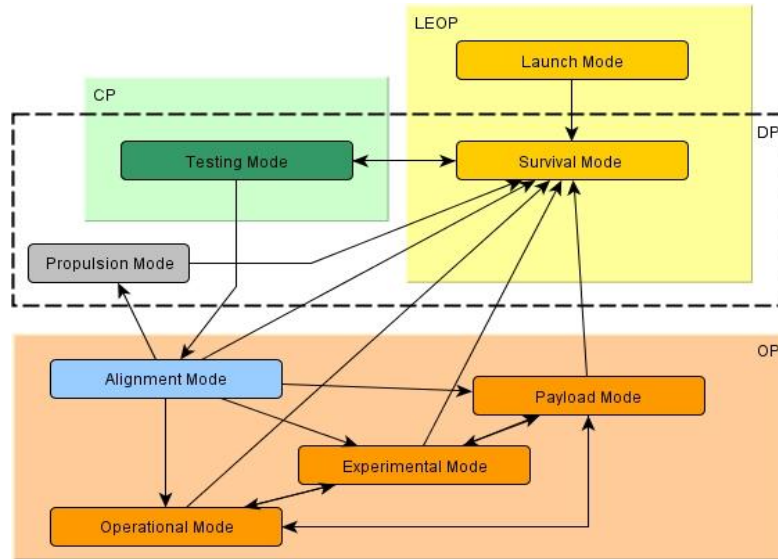 LEOP
Launch Mode
CP
DP
Testing Mode
Survival Mode
Propulsion Mode
OP
Alignment Mode
Payload Mode
Experimental Mode
Operational Mode